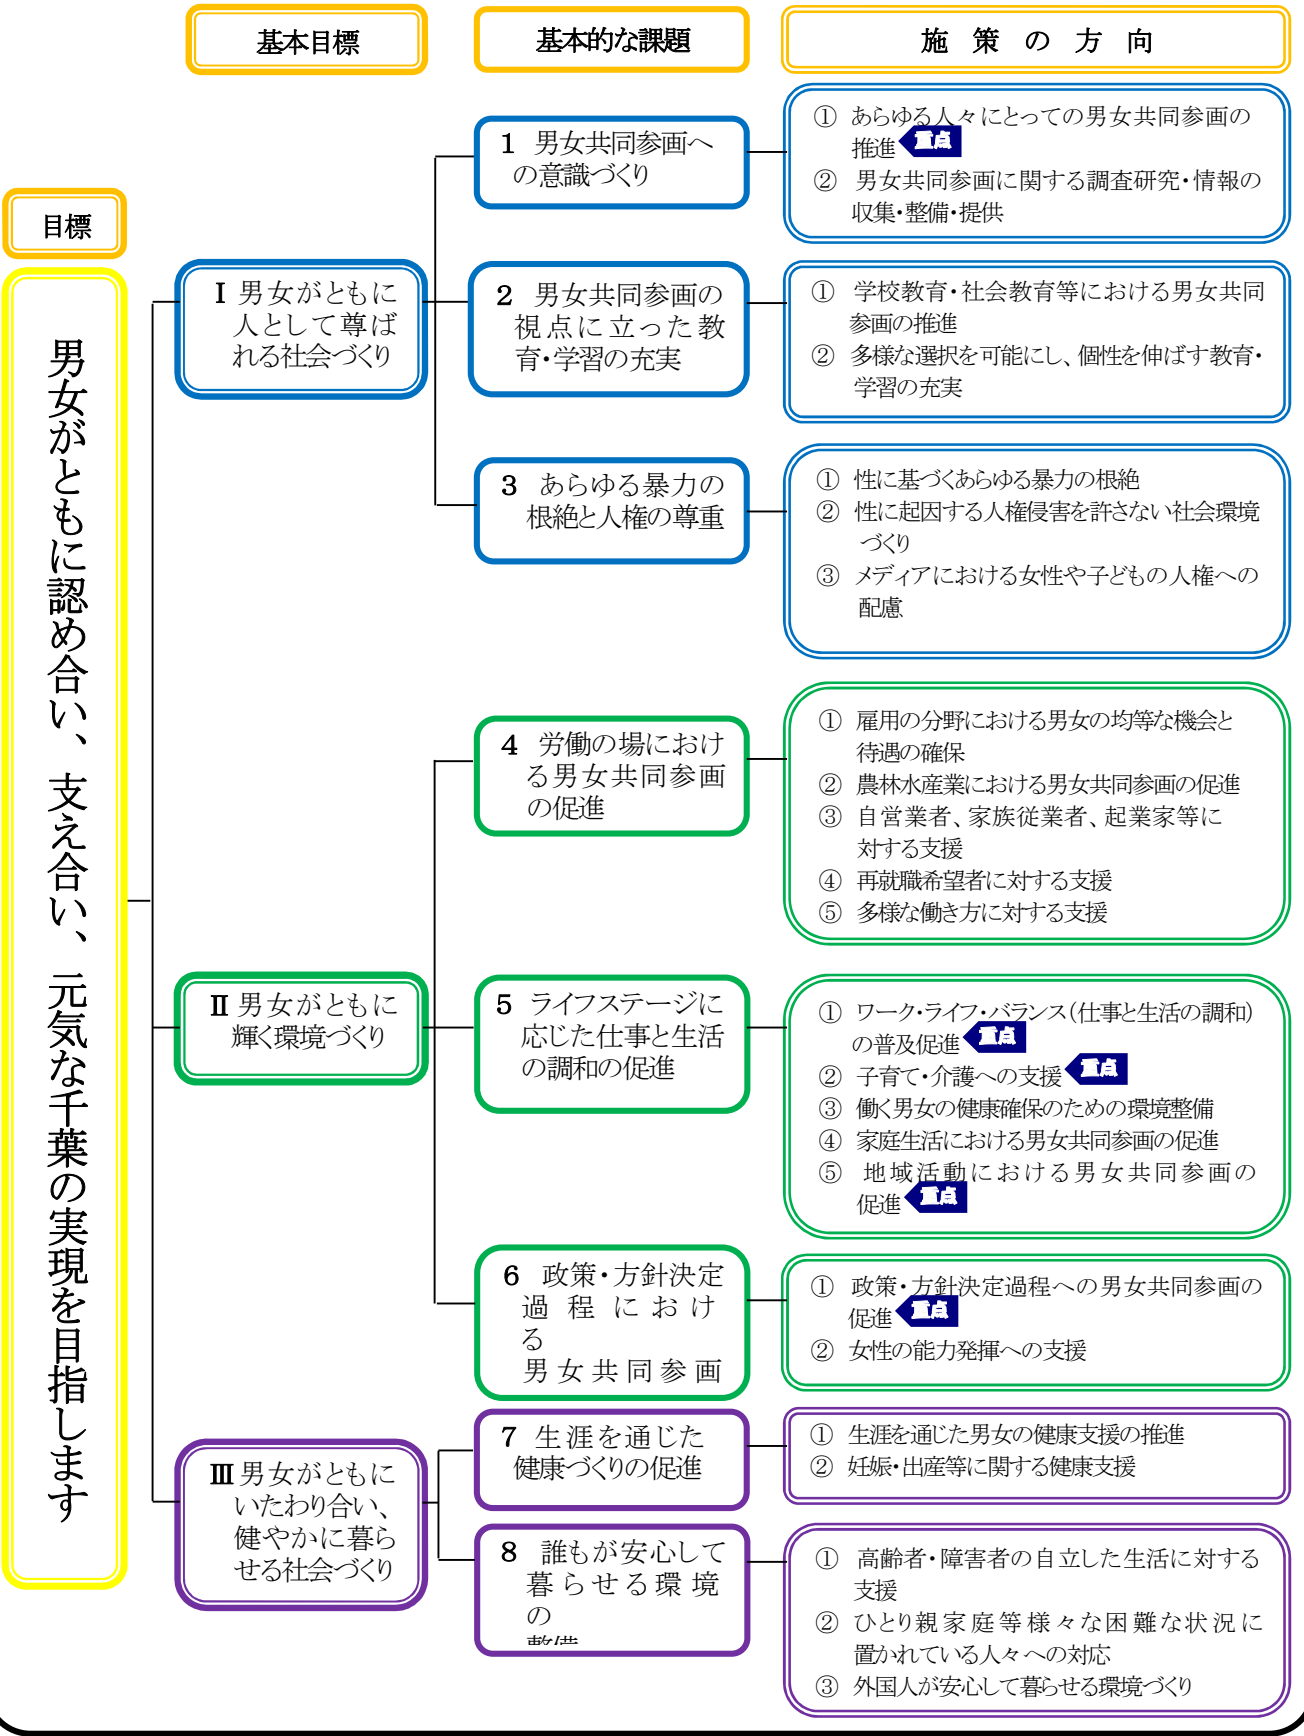 基本目標
基本的な課題
施策の方向
目標
男女がともに認め合い、支え合い、元気な千葉の実現を目指します
Ⅰ 男女がともに
人として尊ば
れる社会づくり
1 男女共同参画へ
の意識づくり
① あらゆる人々にとっての男女共同参画の
推進 重点
② 男女共同参画に関する調査研究・情報の
収集・整備・提供
2 男女共同参画の
視点に立った教
育・学習の充実
① 学校教育・社会教育等における男女共同
参画の推進
② 多様な選択を可能にし、個性を伸ばす教育・
学習の充実
3 あらゆる暴力の
根絶と人権の尊重
① 性に基づくあらゆる暴力の根絶
② 性に起因する人権侵害を許さない社会環境
づくり
③ メディアにおける女性や子どもの人権への
配慮
Ⅱ 男女がともに
輝く環境づくり
4 労働の場におけ
る男女共同参画
の促進
① 雇用の分野における男女の均等な機会と
待遇の確保
② 農林水産業における男女共同参画の促進
③ 自営業者、家族従業者、起業家等に
対する支援
④ 再就職希望者に対する支援
⑤ 多様な働き方に対する支援
5 ライフステージに
応じた仕事と生活
の調和の促進
① ワーク・ライフ・バランス(仕事と生活の調和)
の普及促進 重点
② 子育て・介護への支援 重点
③ 働く男女の健康確保のための環境整備
④ 家庭生活における男女共同参画の促進
⑤ 地域活動における男女共同参画の
促進 重点
6 政策・方針決定
過程におけ
る
男女共同参画
① 政策・方針決定過程への男女共同参画の
促進 重点
② 女性の能力発揮への支援
Ⅲ 男女がともに
いたわり合い、
健やかに暮ら
せる社会づくり
7 生涯を通じた
健康づくりの促進
① 生涯を通じた男女の健康支援の推進
② 妊娠・出産等に関する健康支援
8 誰もが安心して
暮らせる環境
の
整備
① 高齢者・障害者の自立した生活に対する
支援
② ひとり親家庭等様々な困難な状況に
置かれている人々への対応
③ 外国人が安心して暮らせる環境づくり